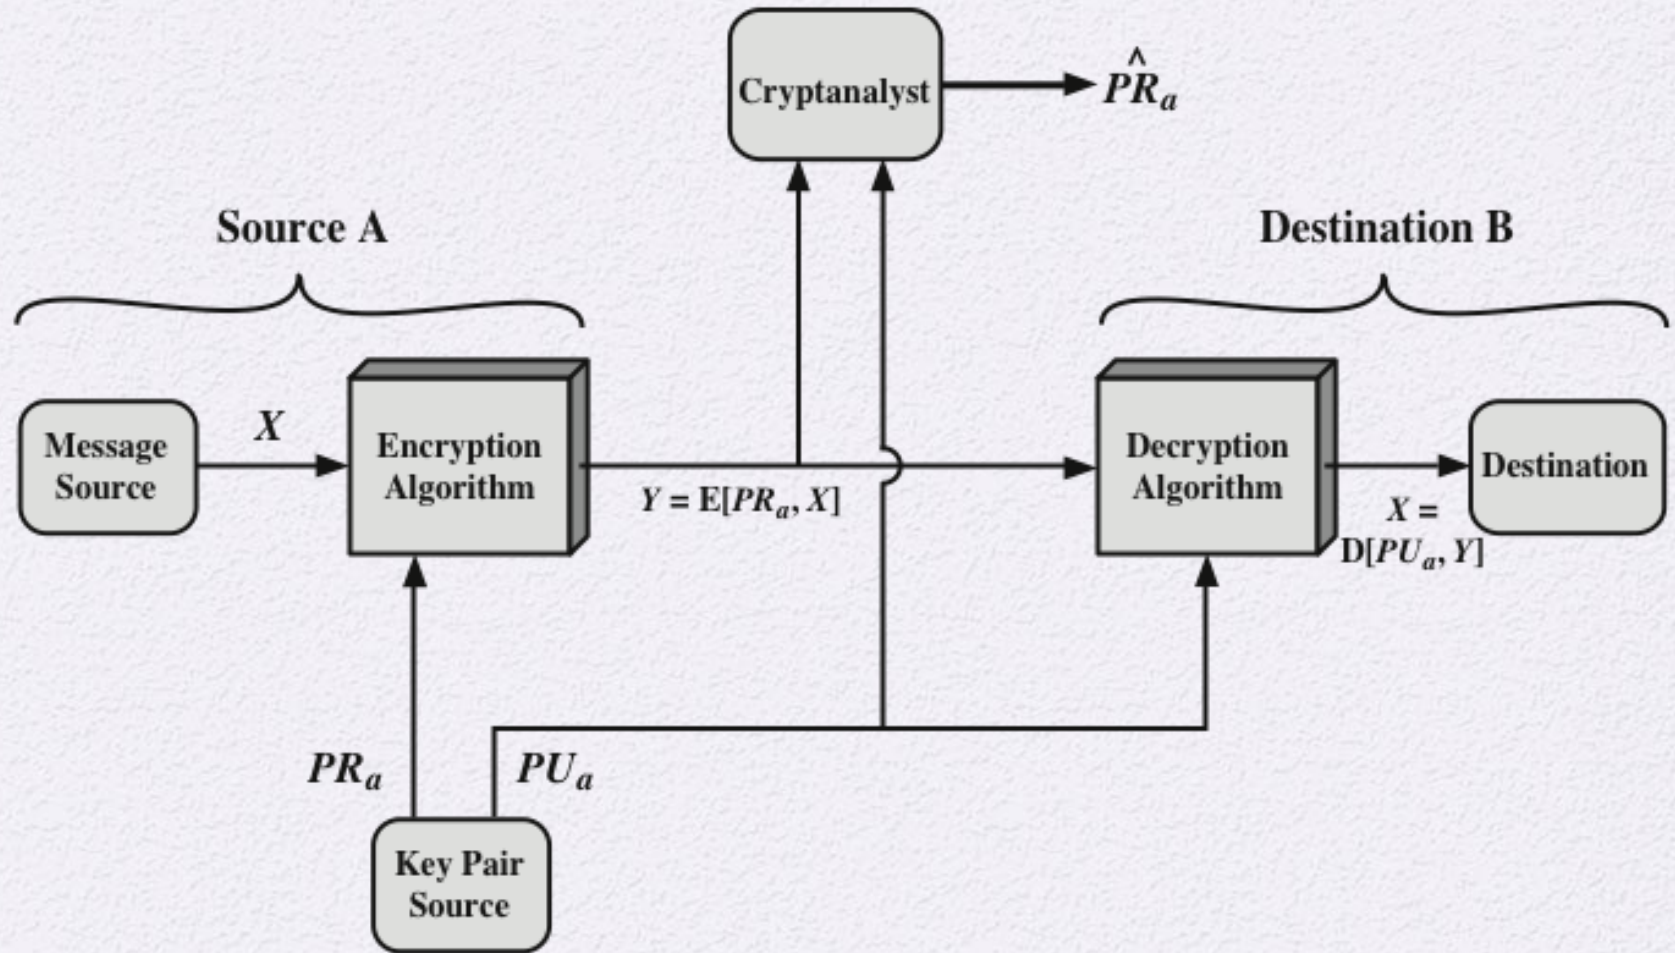 Cryptanalyst
P̂R_a
Source A
Destination B
Message
Source
X
Encryption
Algorithm
Y = E[PR_a, X]
Decryption
Algorithm
X =
D[PU_a, Y]
Destination
PR_a
PU_a
Key Pair
Source